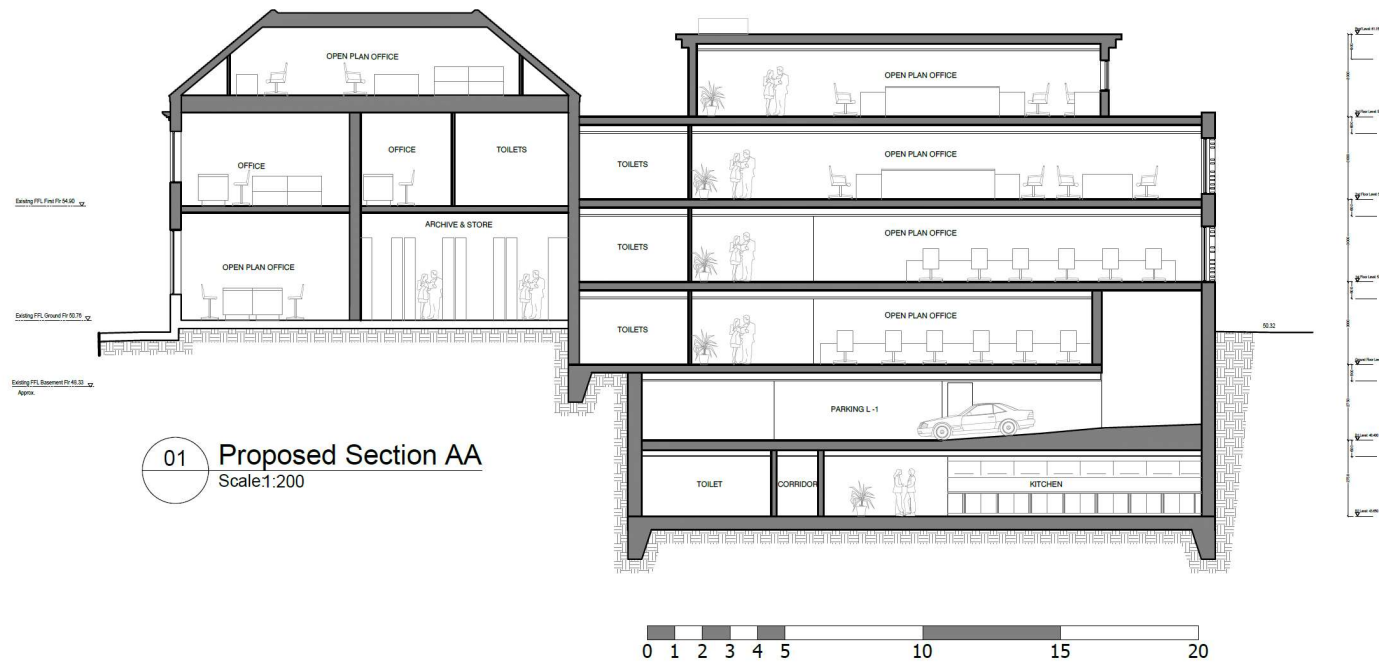 OPEN PLAN OFFICE
OPEN PLAN OFFICE
OFFICE
OFFICE
TOILETS
TOILETS
OPEN PLAN OFFICE
Existing FFL First Flr 54.90
ARCHIVE & STORE
TOILETS
OPEN PLAN OFFICE
OPEN PLAN OFFICE
Existing FFL Ground Flr 50.76
TOILETS
OPEN PLAN OFFICE
50.32
Existing FFL Basement Flr 48.33
Approx.
PARKING L -1
01
Proposed Section AA
Scale:1:200
TOILET
CORRIDOR
KITCHEN
0 1 2 3 4 5 10 15 20